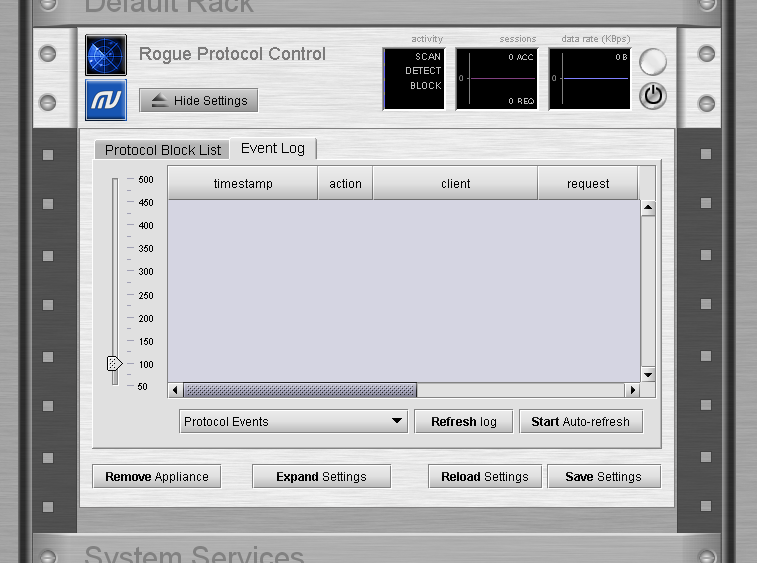 Default Rack
Rogue Protocol Control
Hide Settings
activity
SCAN
DETECT
BLOCK
sessions
0 ACC
0
0 REQ
data rate (KBps)
0 B
0
Protocol Block List
Event Log
500
450
400
350
300
250
200
150
100
50
timestamp action client request
Protocol Events
Refresh log
Start Auto-refresh
Remove Appliance
Expand Settings
Reload Settings
Save Settings
System Services